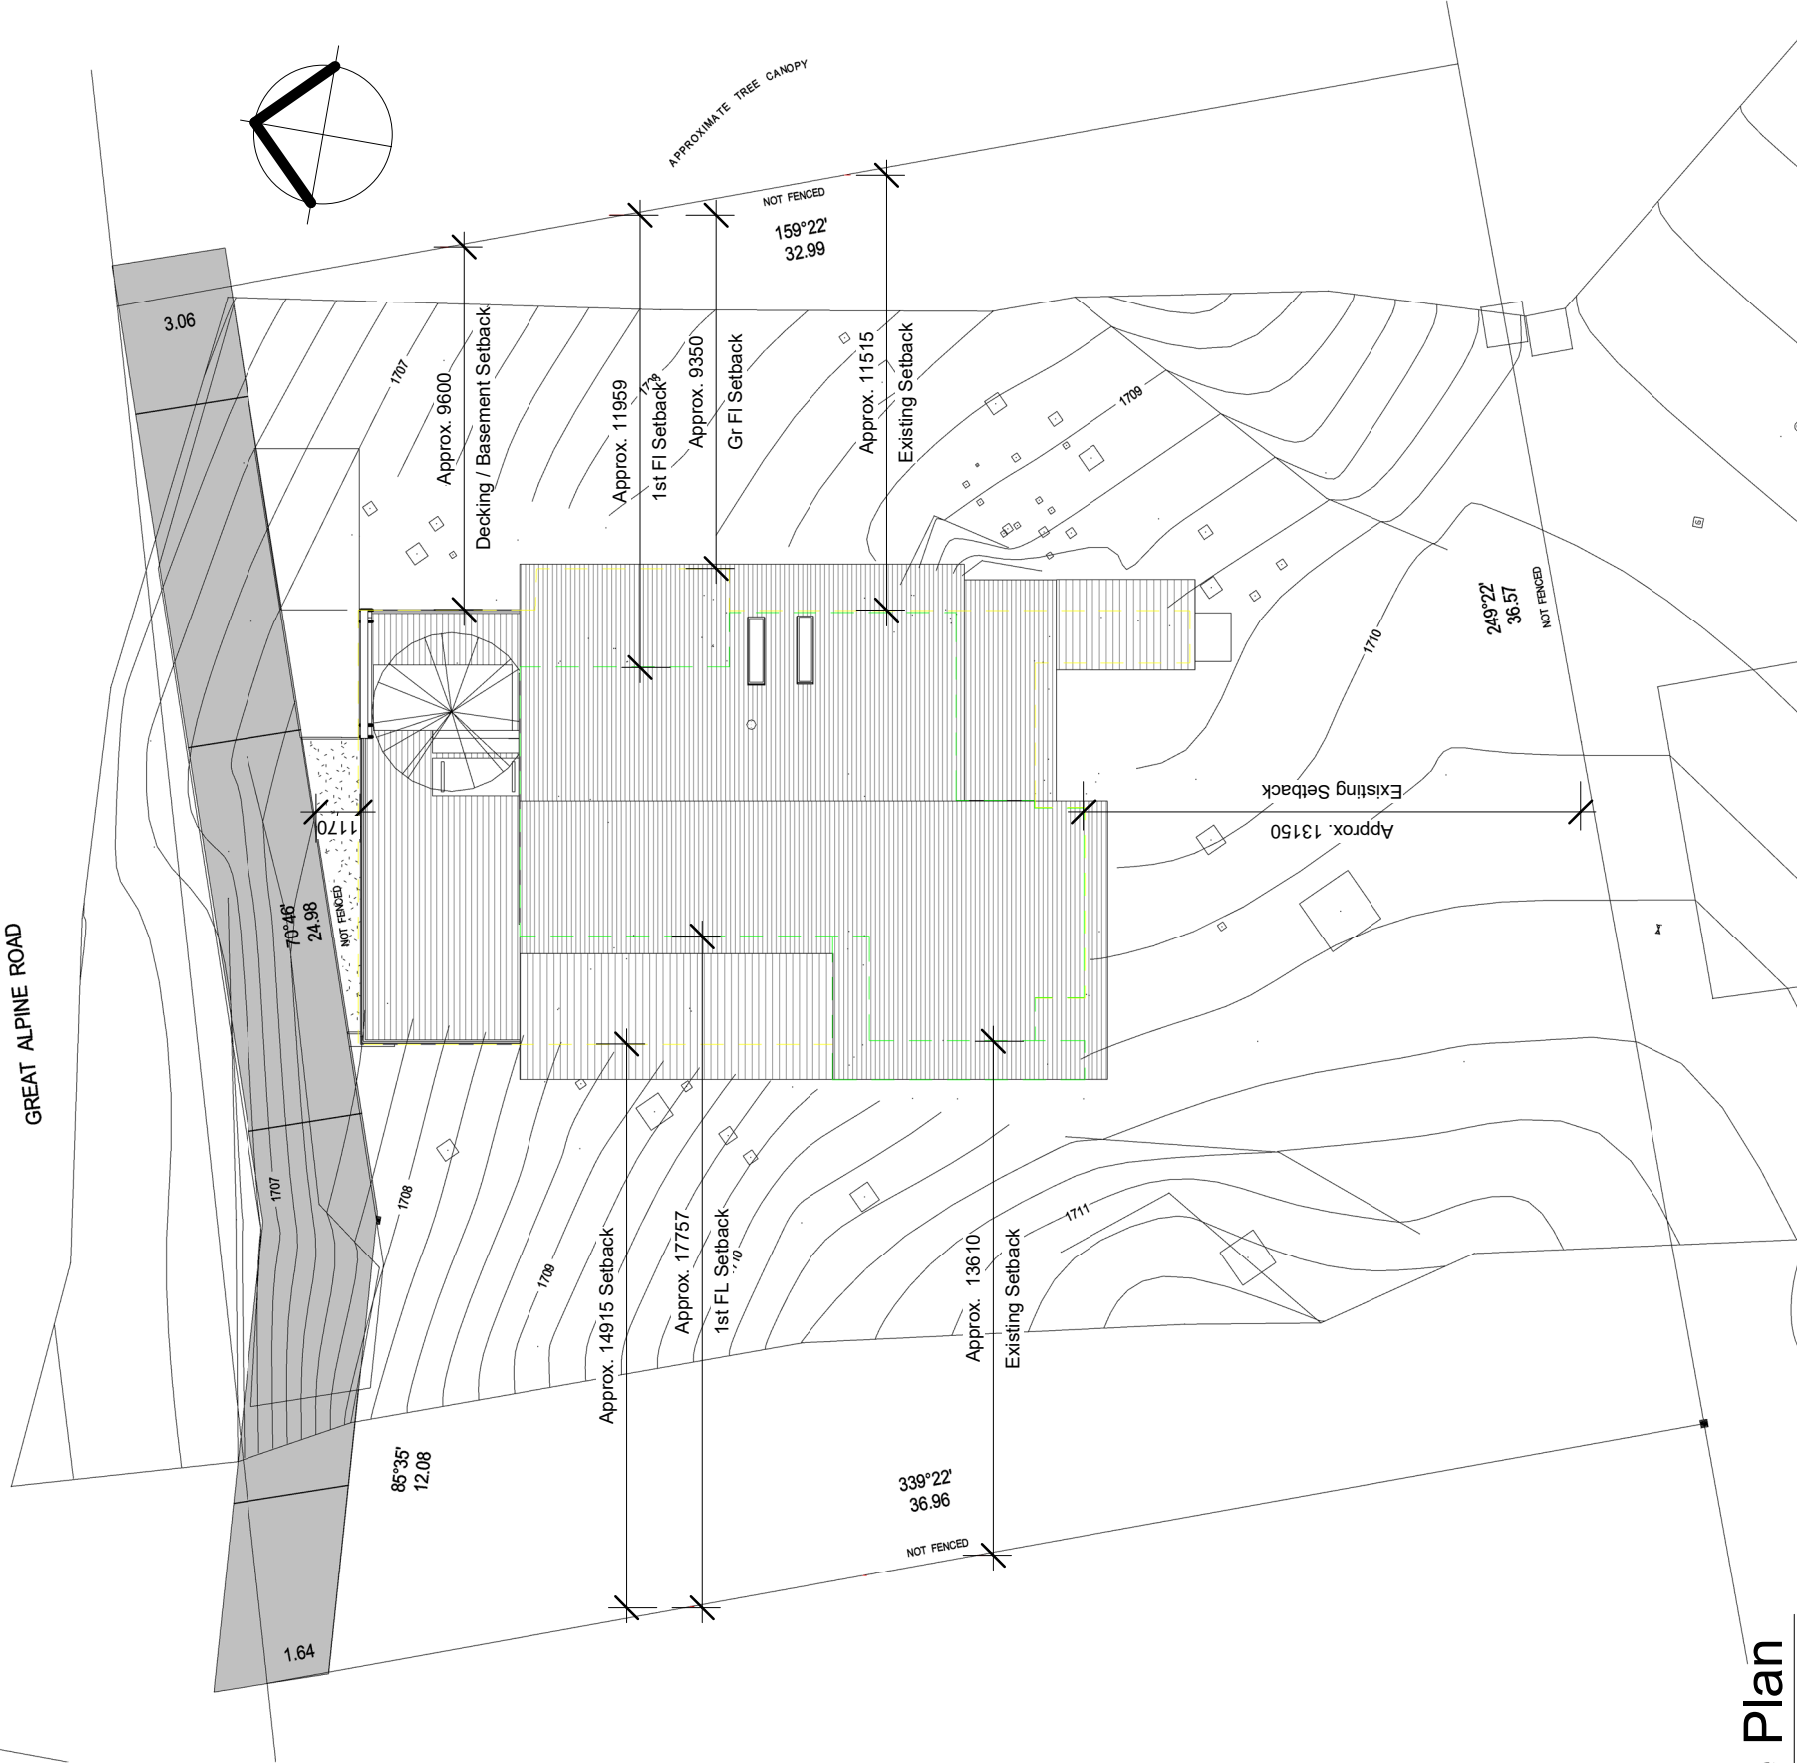 APPROXIMATE TREE CANOPY
NOT FENCED
159°22'
32.99
3.06
1707
Approx. 9600
Decking / Basement Setback
Approx. 11959
1st Fl Setback
Approx. 9350
Gr Fl Setback
Approx. 11515
Existing Setback
1709
249°22'
36.57
NOT FENCED
1710
1170
Existing Setback
Approx. 13150
GREAT ALPINE ROAD
70°46'
24.98
NOT FENCED
1707
1708
1709
Approx. 14915 Setback
Approx. 17757
1st FL Setback
Approx. 13610
Existing Setback
1711
85°35'
12.08
339°22'
36.96
NOT FENCED
1.64
Plan